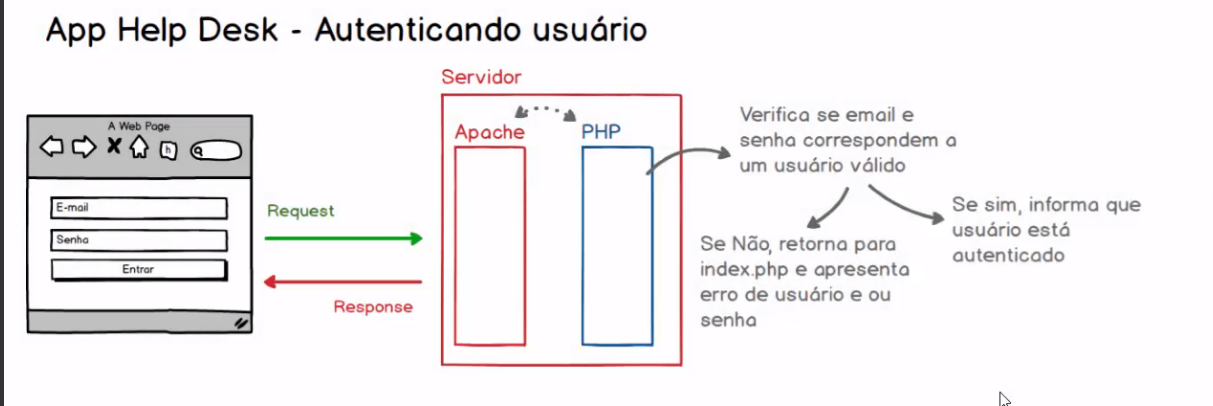 App Help Desk - Autenticando usuário
Servidor
A Web Page
Apache
PHP
h
E-mail
Senha
Entrar
Request
Response
Verifica se email e
senha correspondem a
um usuário válido
Se Não, retorna para
index.php e apresenta
erro de usuário e ou
senha
Se sim, informa que
usuário está
autenticado